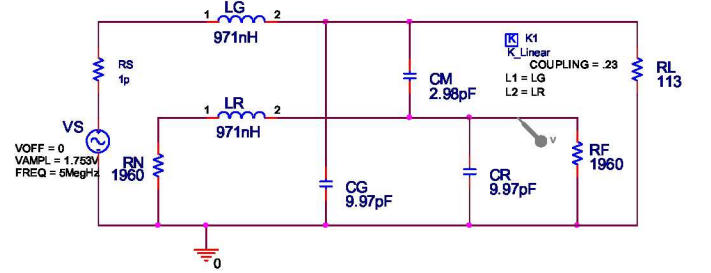 LG
1 2
971nH
RS
1p
K K1
K_Linear
COUPLING = .23
L1 = LG
L2 = LR
RL
113
CM
2.98pF
LR
1 2
971nH
VS
VOFF = 0
VAMPL = 1.753V
FREQ = 5MegHz
RN
1960
V
RF
1960
CG
9.97pF
CR
9.97pF
0